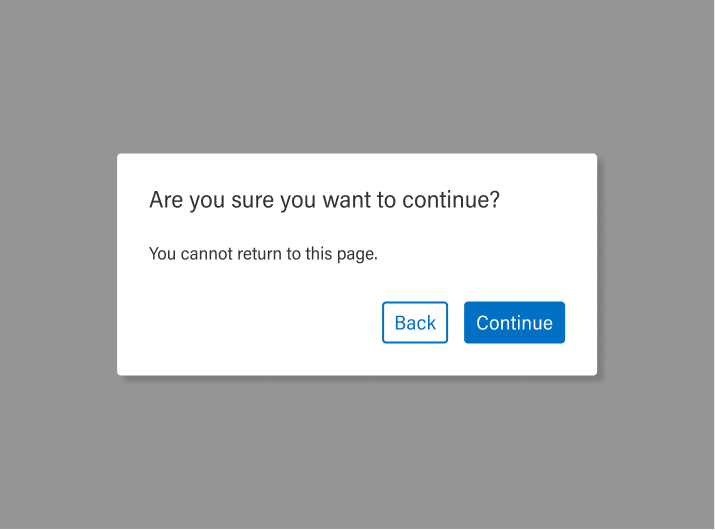 Are you sure you want to continue?
You cannot return to this page.
Back Continue